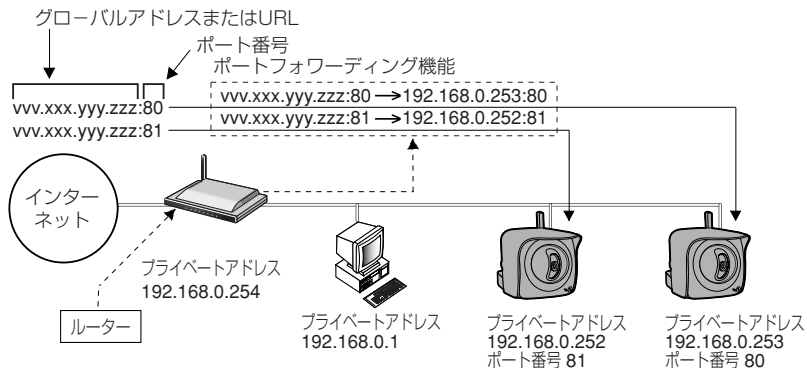 グローバルアドレスまたはURL
ポート番号
ポートフォワーディング機能
vvv.xxx.yyy.zzz:80
vvv.xxx.yyy.zzz:80→192.168.0.253:80
vvv.xxx.yyy.zzz:81
vvv.xxx.yyy.zzz:81→192.168.0.252:81
インター
ネット
プライベートアドレス
192.168.0.254
ルーター
プライベートアドレス
192.168.0.1
プライベートアドレス
192.168.0.252
ポート番号 81
プライベートアドレス
192.168.0.253
ポート番号 80